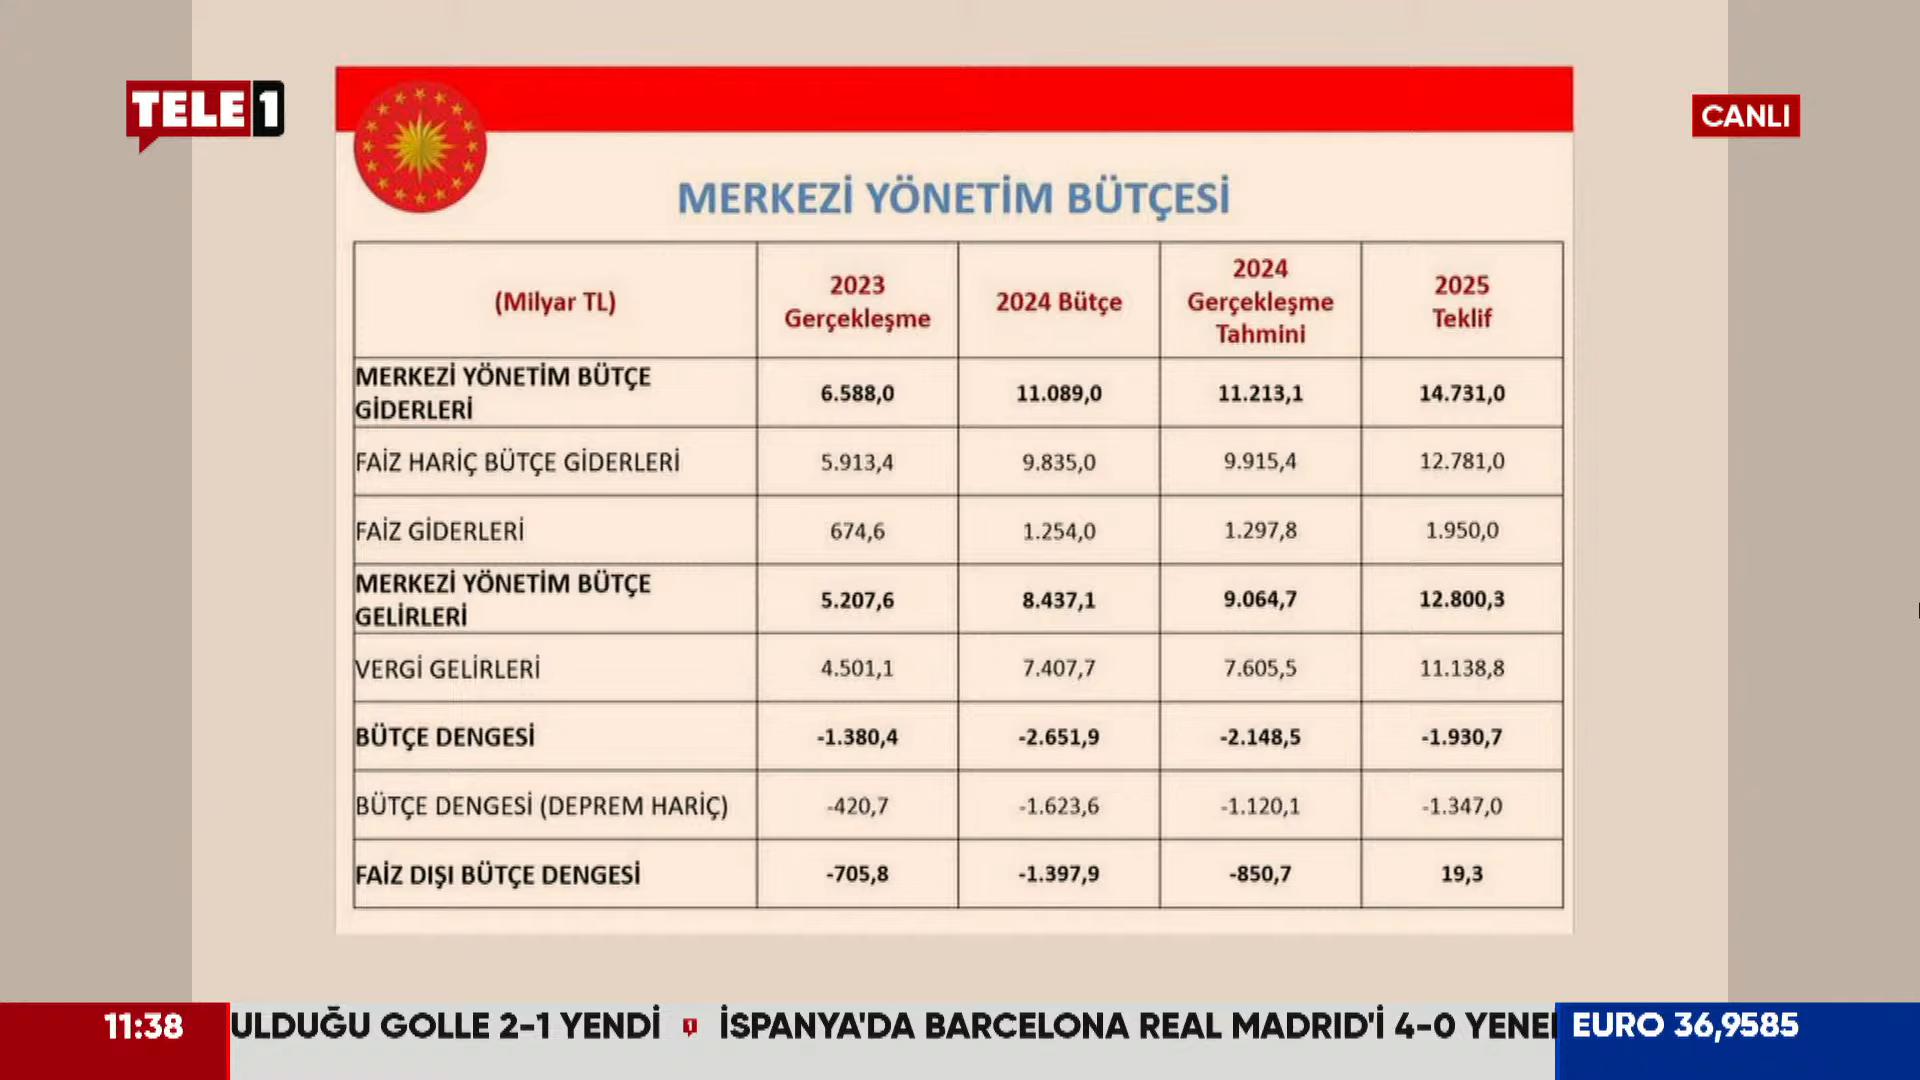 TELE1
CANLI
MERKEZİ YÖNETİM BÜTÇESİ
(Milyar TL)
2023
Gerçekleşme
2024 Bütçe
2024
Gerçekleşme
Tahmini
2025
Teklif
MERKEZİ YÖNETİM BÜTÇE
GİDERLERİ
6.588,0
11.089,0
11.213,1
14.731,0
FAİZ HARİÇ BÜTÇE GİDERLERİ
5.913,4
9.835,0
9.915,4
12.781,0
FAİZ GİDERLERİ
674,6
1.254,0
1.297,8
1.950,0
MERKEZİ YÖNETİM BÜTÇE
GELİRLERİ
5.207,6
8.437,1
9.064,7
12.800,3
VERGİ GELİRLERİ
4.501,1
7.407,7
7.605,5
11.138,8
BÜTÇE DENGESİ
-1.380,4
-2.651,9
-2.148,5
-1.930,7
BÜTÇE DENGESİ (DEPREM HARİÇ)
-420,7
-1.623,6
-1.120,1
-1.347,0
FAİZ DIŞI BÜTÇE DENGESİ
-705,8
-1.397,9
-850,7
19,3
11:38
ULDUĞU GOLLE 2-1 YENDİ
İSPANYA'DA BARCELONA REAL MADRID'İ 4-0 YENE
EURO 36,9585